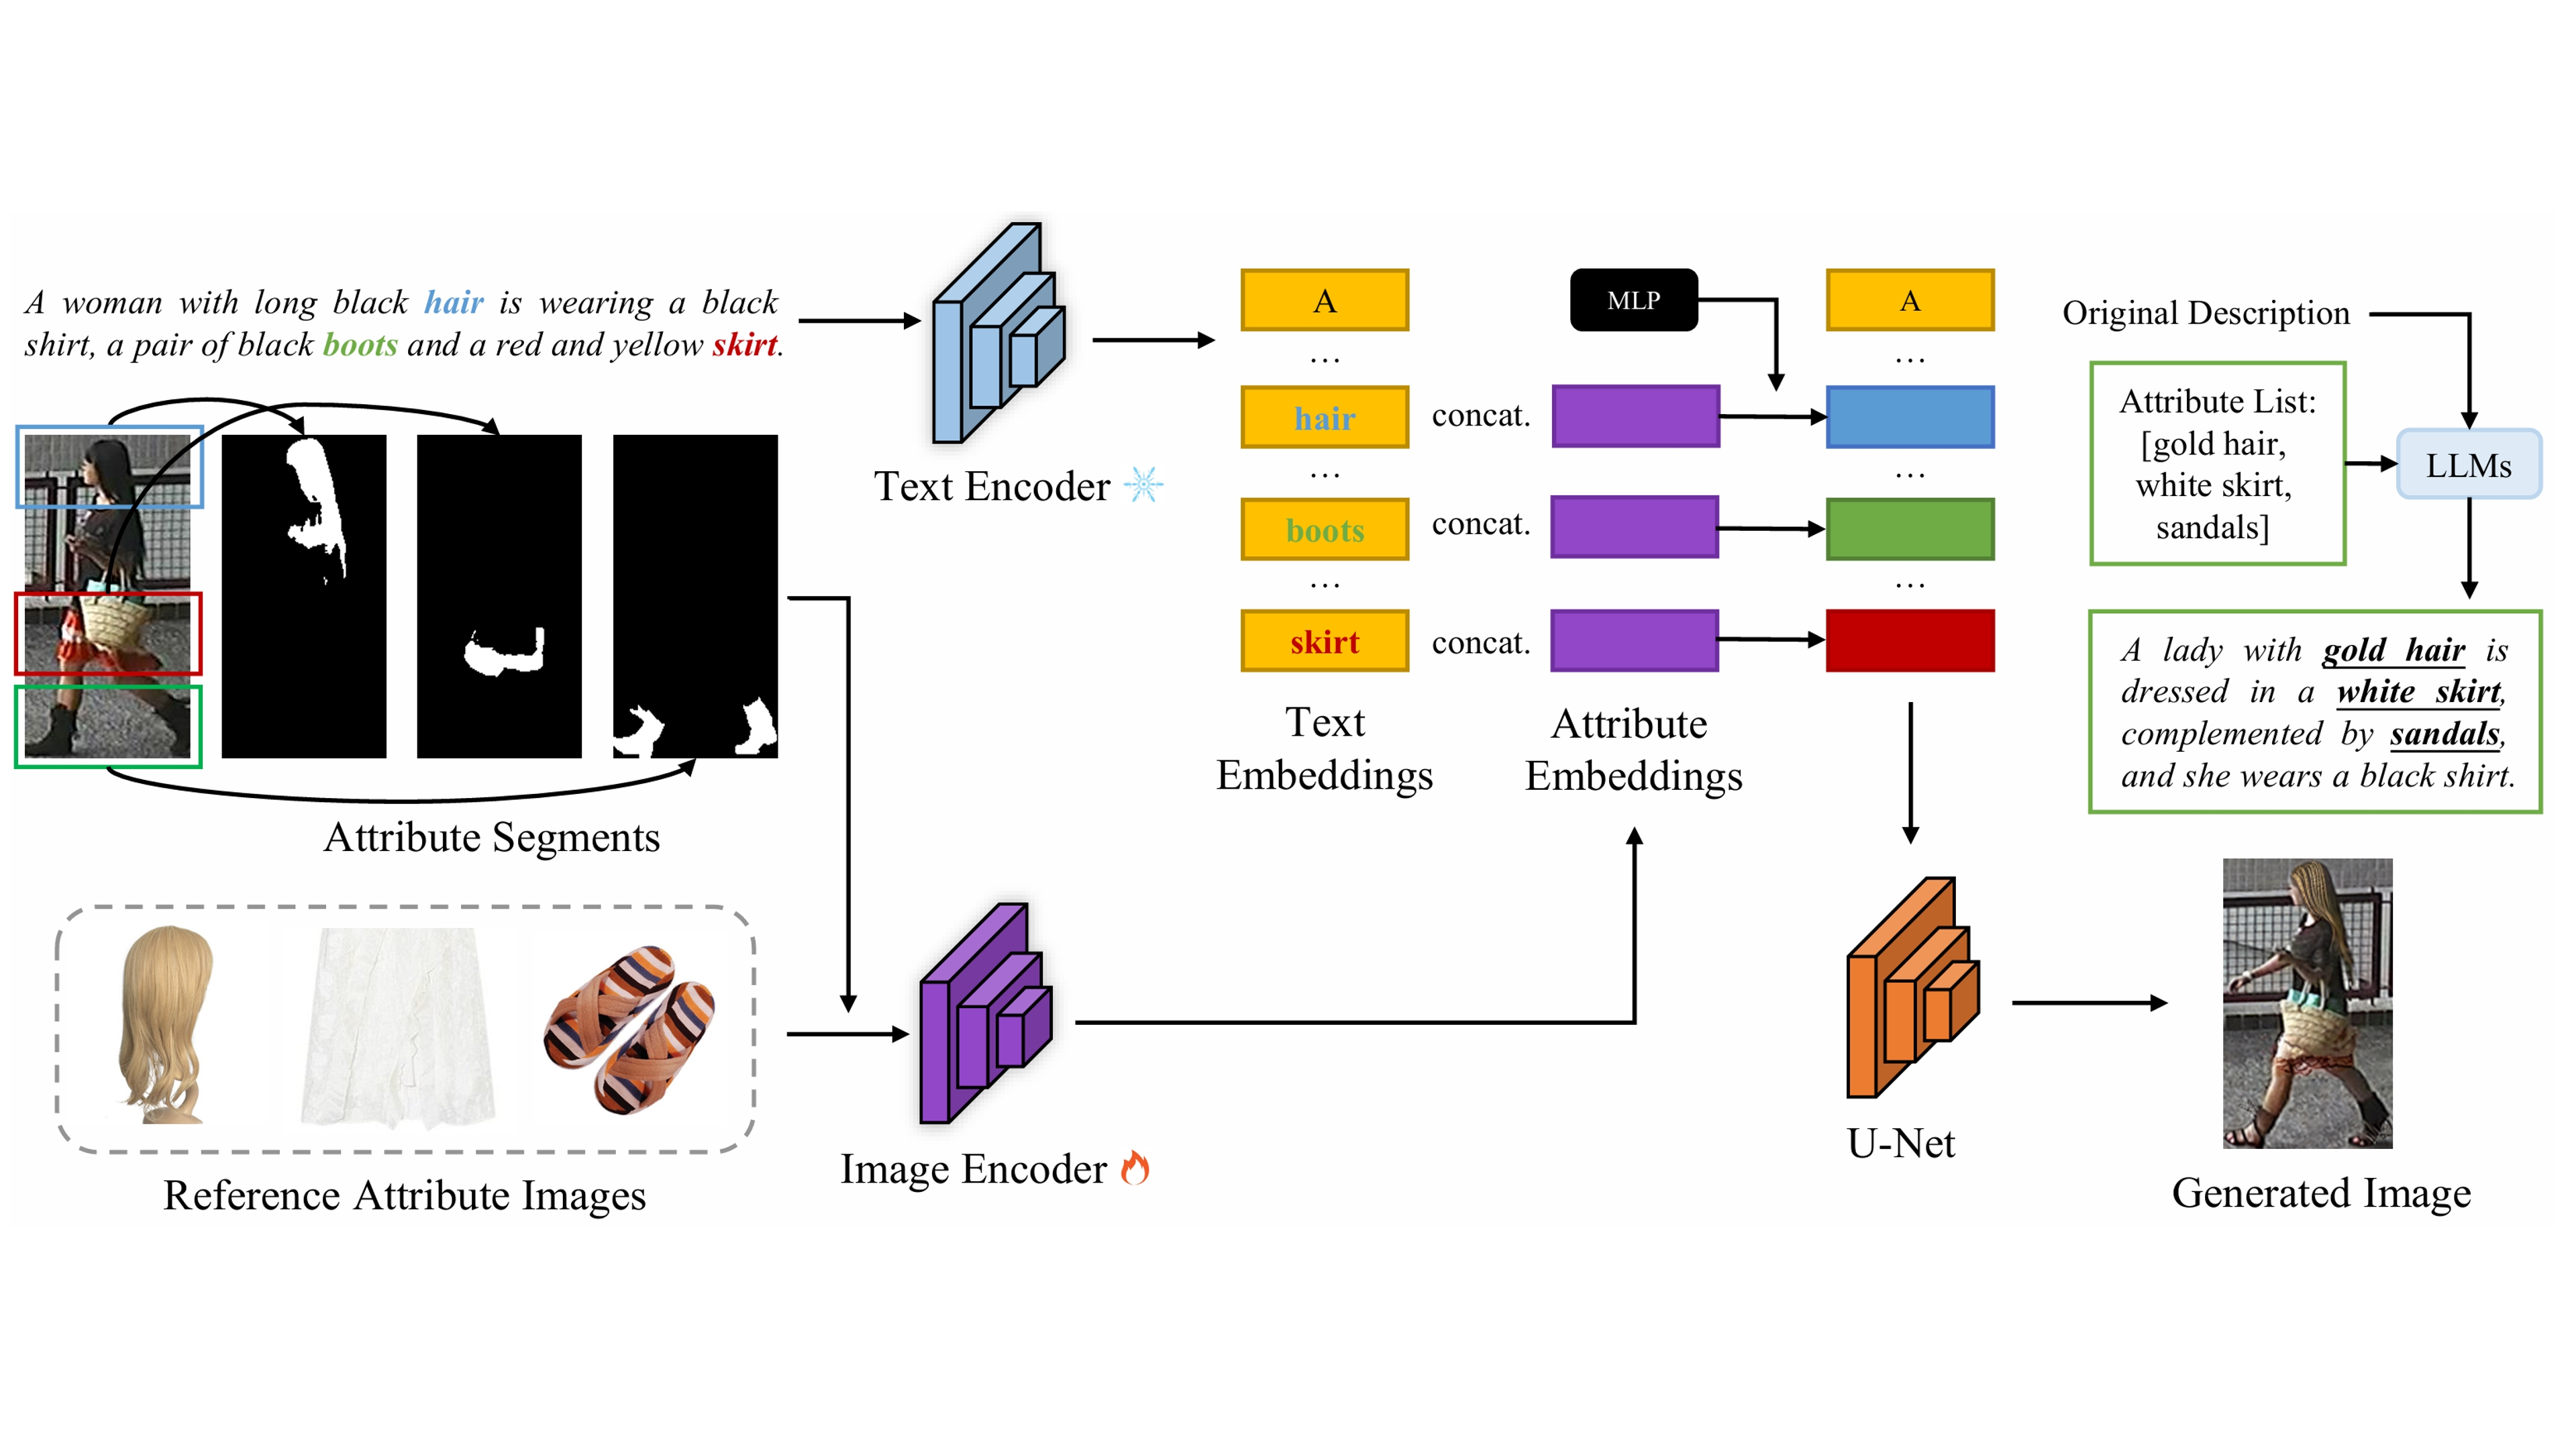 A woman with long black hair is wearing a black
shirt, a pair of black boots and a red and yellow skirt.
Attribute Segments
Reference Attribute Images
Text Encoder
Image Encoder
A
...
hair
...
boots
...
skirt
Text
Embeddings
concat.
concat.
concat.
MLP
Attribute
Embeddings
A
...
...
...
U-Net
Original Description
Attribute List:
[gold hair,
white skirt,
sandals]
LLMs
A lady with gold hair is
dressed in a white skirt,
complemented by sandals,
and she wears a black shirt.
Generated Image